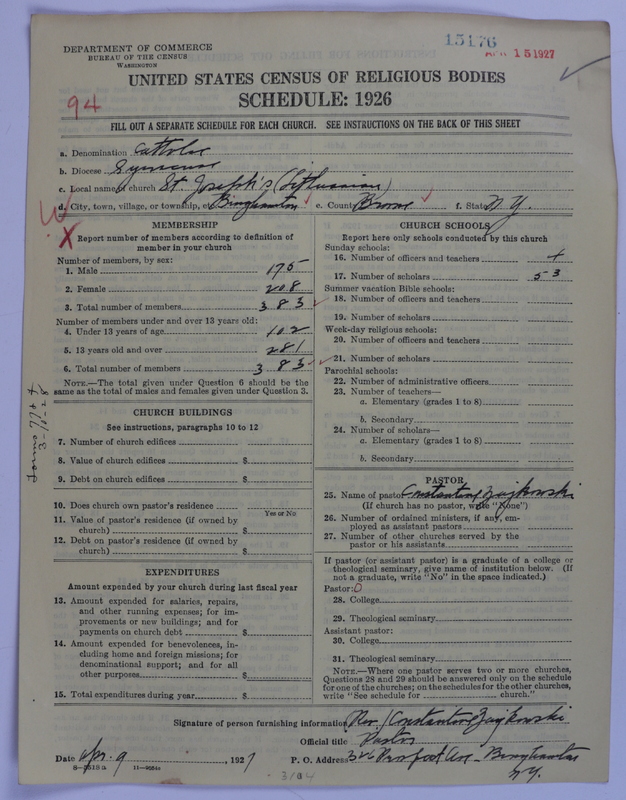 DEPARTMENT OF COMMERCE
BUREAU OF THE CENSUS
WASHINGTON
15176
APR 15 1927
UNITED STATES CENSUS OF RELIGIOUS BODIES
SCHEDULE: 1926
94
FILL OUT A SEPARATE SCHEDULE FOR EACH CHURCH. SEE INSTRUCTIONS ON THE BACK OF THIS SHEET
a. Denomination Catholic
b. Diocese Syracuse
c. Local name of church St Joseph's (Lithuanian)
d. City, town, village, or township, etc Binghamton e. County Broome f. State N.Y.
MEMBERSHIP
X Report number of members according to definition of
member in your church
Number of members, by sex:
1. Male 175
2. Female 208
3. Total number of members 383
Number of members under and over 13 years old:
4. Under 13 years of age 102
5. 13 years old and over 281
6. Total number of members 383
NOTE.—The total given under Question 6 should be the
same as the total of males and females given under Question 3.
CHURCH BUILDINGS
See instructions, paragraphs 10 to 12
7. Number of church edifices
8. Value of church edifices $
9. Debt on church edifices $
10. Does church own pastor's residence
Yes or No
11. Value of pastor's residence (if owned by
church) $
12. Debt on pastor's residence (if owned by
church) $
EXPENDITURES
Amount expended by your church during last fiscal year
13. Amount expended for salaries, repairs,
and other running expenses; for im-
provements or new buildings; and for
payments on church debt $
14. Amount expended for benevolences, in-
cluding home and foreign missions; for
denominational support; and for all
other purposes $
15. Total expenditures during year $
CHURCH SCHOOLS
Report here only schools conducted by this church
Sunday schools:
16. Number of officers and teachers 4
17. Number of scholars 53
Summer vacation Bible schools:
18. Number of officers and teachers
19. Number of scholars
Week-day religious schools:
20. Number of officers and teachers
21. Number of scholars
Parochial schools:
22. Number of administrative officers
23. Number of teachers—
a. Elementary (grades 1 to 8)
b. Secondary
24. Number of scholars—
a. Elementary (grades 1 to 8)
b. Secondary
PASTOR
25. Name of pastor Constantine Zajkowski
(If church has no pastor, write "None")
26. Number of ordained ministers, if any, em-
ployed as assistant pastors
27. Number of other churches served by the
pastor or his assistants
If pastor (or assistant pastor) is a graduate of a college or
theological seminary, give name of institution below. (If
not a graduate, write "No" in the space indicated.)
Pastor: 0
28. College
29. Theological seminary
Assistant pastor:
30. College
31. Theological seminary
NOTE.—Where one pastor serves two or more churches,
Questions 28 and 29 should be answered only on the schedule
for one of the churches; on the schedules for the other churches,
write "See schedule for church."
Signature of person furnishing information Rev. Constantine Zajkowski
Official title Pastor
Date Apr. 9, 1927 P. O. Address Prospect Ave. Binghamton
N.Y.